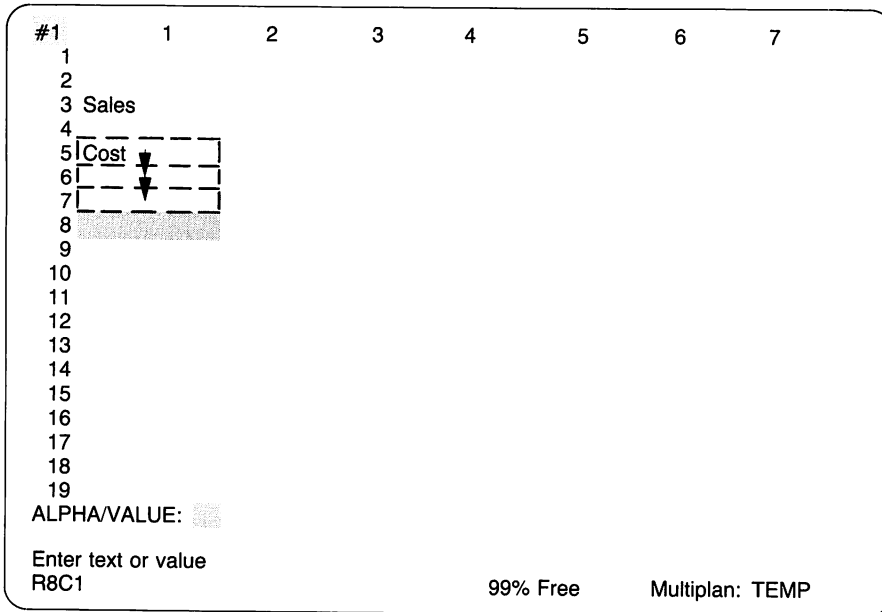 #1 1 2 3 4 5 6 7
1
2
3 Sales
4
5 Cost
6
7
8
9
10
11
12
13
14
15
16
17
18
19
ALPHA/VALUE:
Enter text or value
R8C1 99% Free Multiplan: TEMP